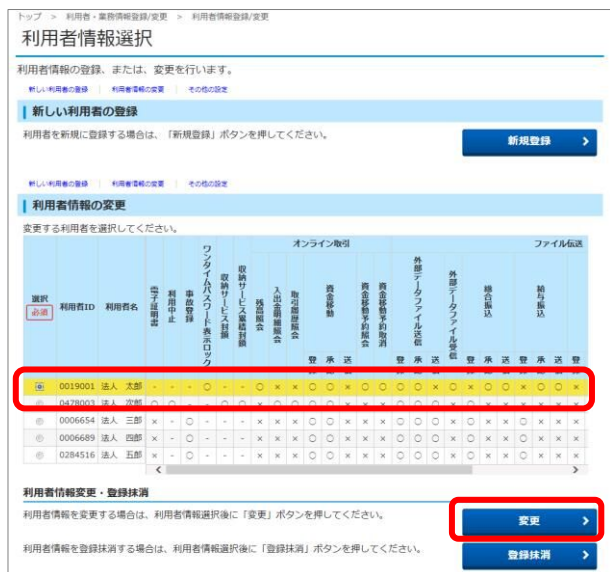 トップ > 利用者・業務情報登録/変更 > 利用者情報登録/変更
利用者情報選択
利用者情報の登録、または、変更を行います。
新しい利用者の登録 | 利用者情報の変更 | その他の設定
新しい利用者の登録
利用者を新規に登録する場合は、「新規登録」ボタンを押してください。
新規登録 >
新しい利用者の登録 | 利用者情報の変更 | その他の設定
利用者情報の変更
変更する利用者を選択してください。
オンライン取引 ファイル伝送
選択 必須 利用者ID 利用者名 電子証明書 利用中止 事故登録 ワンタイムパスワード表示ロック 収納サービス封鎖 収納サービス累積封鎖 残高照会 入出金明細照会 取引履歴照会 資金移動 資金移動予約照会 資金移動予約取消 外部データファイル送信 外部データファイル受信 総合振込 給与振込
登 承 送 登 承 送 登 承 送 登 承 送 登
0019001 法人 太郎 - - - ○ - - ○ × × ○ ○ × ○ ○ ○ ○ × ○ × ○ ○ × ○ ○ ×
0478003 法人 次郎
0006654 法人 三郎 × - ○ - - - × × × ○ ○ × × × ○ ○ ○ × ○ × × ○ × × ×
0006689 法人 四郎 × - ○ - - - × × × ○ ○ × × × ○ ○ ○ × ○ × × ○ × × ×
0284516 法人 五郎 × - ○ - - - × × × ○ ○ × × × ○ ○ ○ × ○ × × ○ × × ×
利用者情報変更・登録抹消
利用者情報を変更する場合は、利用者情報選択後に「変更」ボタンを押してください。
変更 >
利用者情報を登録抹消する場合は、利用者情報選択後に「登録抹消」ボタンを押してください。
登録抹消 >